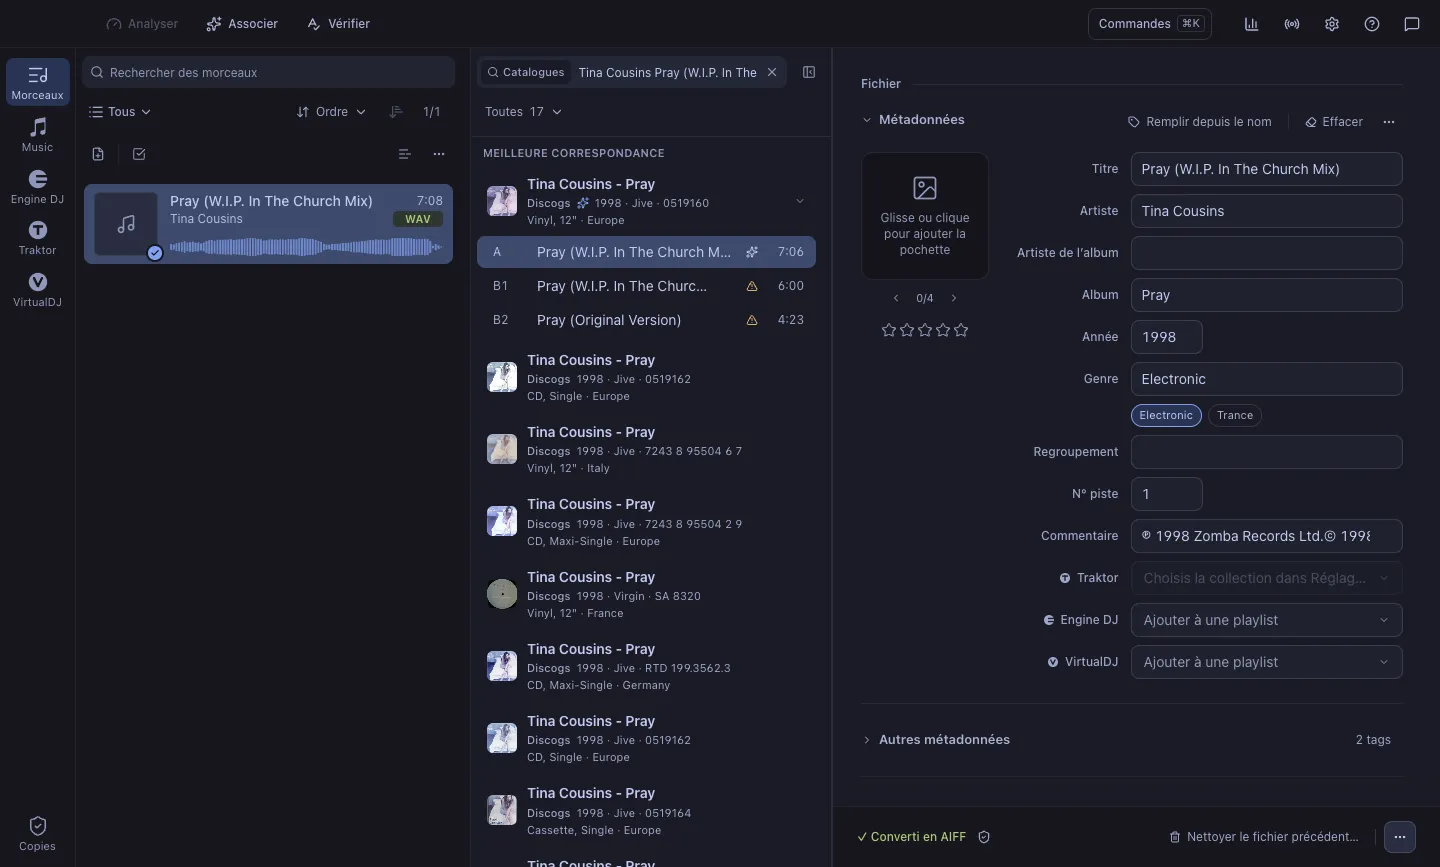 Analyser
Associer
Vérifier
Commandes ⌘K
Morceaux
Music
Engine DJ
Traktor
VirtualDJ
Copies
Rechercher des morceaux
Tous
Ordre
1/1
Pray (W.I.P. In The Church Mix) 7:08
Tina Cousins WAV
Catalogues Tina Cousins Pray (W.I.P. In The
Toutes 17
MEILLEURE CORRESPONDANCE
Tina Cousins - Pray
Discogs 1998 · Jive · 0519160
Vinyl, 12" · Europe
A Pray (W.I.P. In The Church M... 7:06
B1 Pray (W.I.P. In The Churc... 6:00
B2 Pray (Original Version) 4:23
Tina Cousins - Pray
Discogs 1998 · Jive · 0519162
CD, Single · Europe
Tina Cousins - Pray
Discogs 1998 · Jive · 7243 8 95504 6 7
Vinyl, 12" · Italy
Tina Cousins - Pray
Discogs 1998 · Jive · 7243 8 95504 2 9
CD, Maxi-Single · Europe
Tina Cousins - Pray
Discogs 1998 · Virgin · SA 8320
Vinyl, 12" · France
Tina Cousins - Pray
Discogs 1998 · Jive · RTD 199.3562.3
CD, Maxi-Single · Germany
Tina Cousins - Pray
Discogs 1998 · Jive · 0519162
CD, Single · Europe
Tina Cousins - Pray
Discogs 1998 · Jive · 0519164
Cassette, Single · Europe
Tina Cousins - Pray
Fichier
Métadonnées
Remplir depuis le nom
Effacer
Glisse ou clique
pour ajouter la
pochette
0/4
Titre Pray (W.I.P. In The Church Mix)
Artiste Tina Cousins
Artiste de l'album
Album Pray
Année 1998
Genre Electronic
Electronic Trance
Regroupement
N° piste 1
Commentaire ℗ 1998 Zomba Records Ltd.© 1998
Traktor Choisis la collection dans Réglag...
Engine DJ Ajouter à une playlist
VirtualDJ Ajouter à une playlist
Autres métadonnées 2 tags
Converti en AIFF
Nettoyer le fichier précédent...